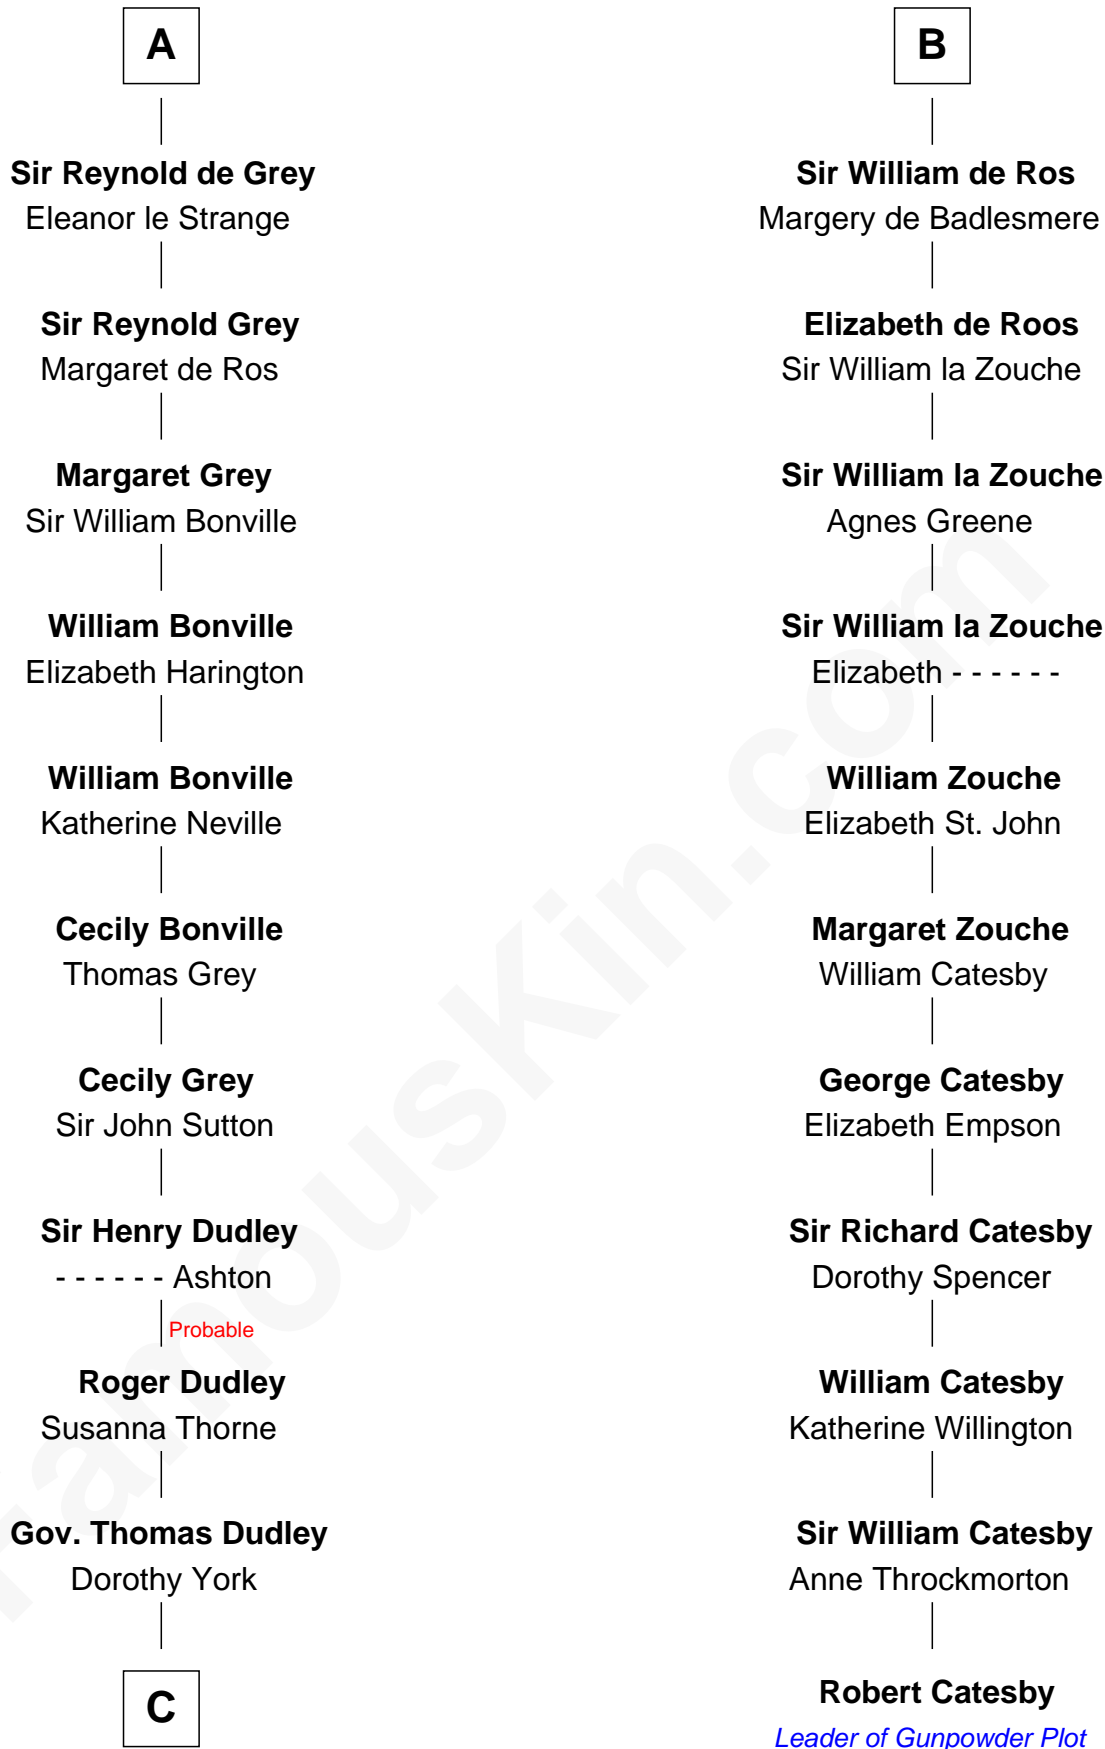 A
Sir Reynold de Grey
Eleanor le Strange
Sir Reynold Grey
Margaret de Ros
Margaret Grey
Sir William Bonville
William Bonville
Elizabeth Harington
William Bonville
Katherine Neville
Cecily Bonville
Thomas Grey
Cecily Grey
Sir John Sutton
Sir Henry Dudley
- - - - - - Ashton
Probable
Roger Dudley
Susanna Thorne
Gov. Thomas Dudley
Dorothy York
C
B
Sir William de Ros
Margery de Badlesmere
Elizabeth de Roos
Sir William la Zouche
Sir William la Zouche
Agnes Greene
Sir William la Zouche
Elizabeth - - - - - -
William Zouche
Elizabeth St. John
Margaret Zouche
William Catesby
George Catesby
Elizabeth Empson
Sir Richard Catesby
Dorothy Spencer
William Catesby
Katherine Willington
Sir William Catesby
Anne Throckmorton
Robert Catesby
Leader of Gunpowder Plot
FamousKin.com